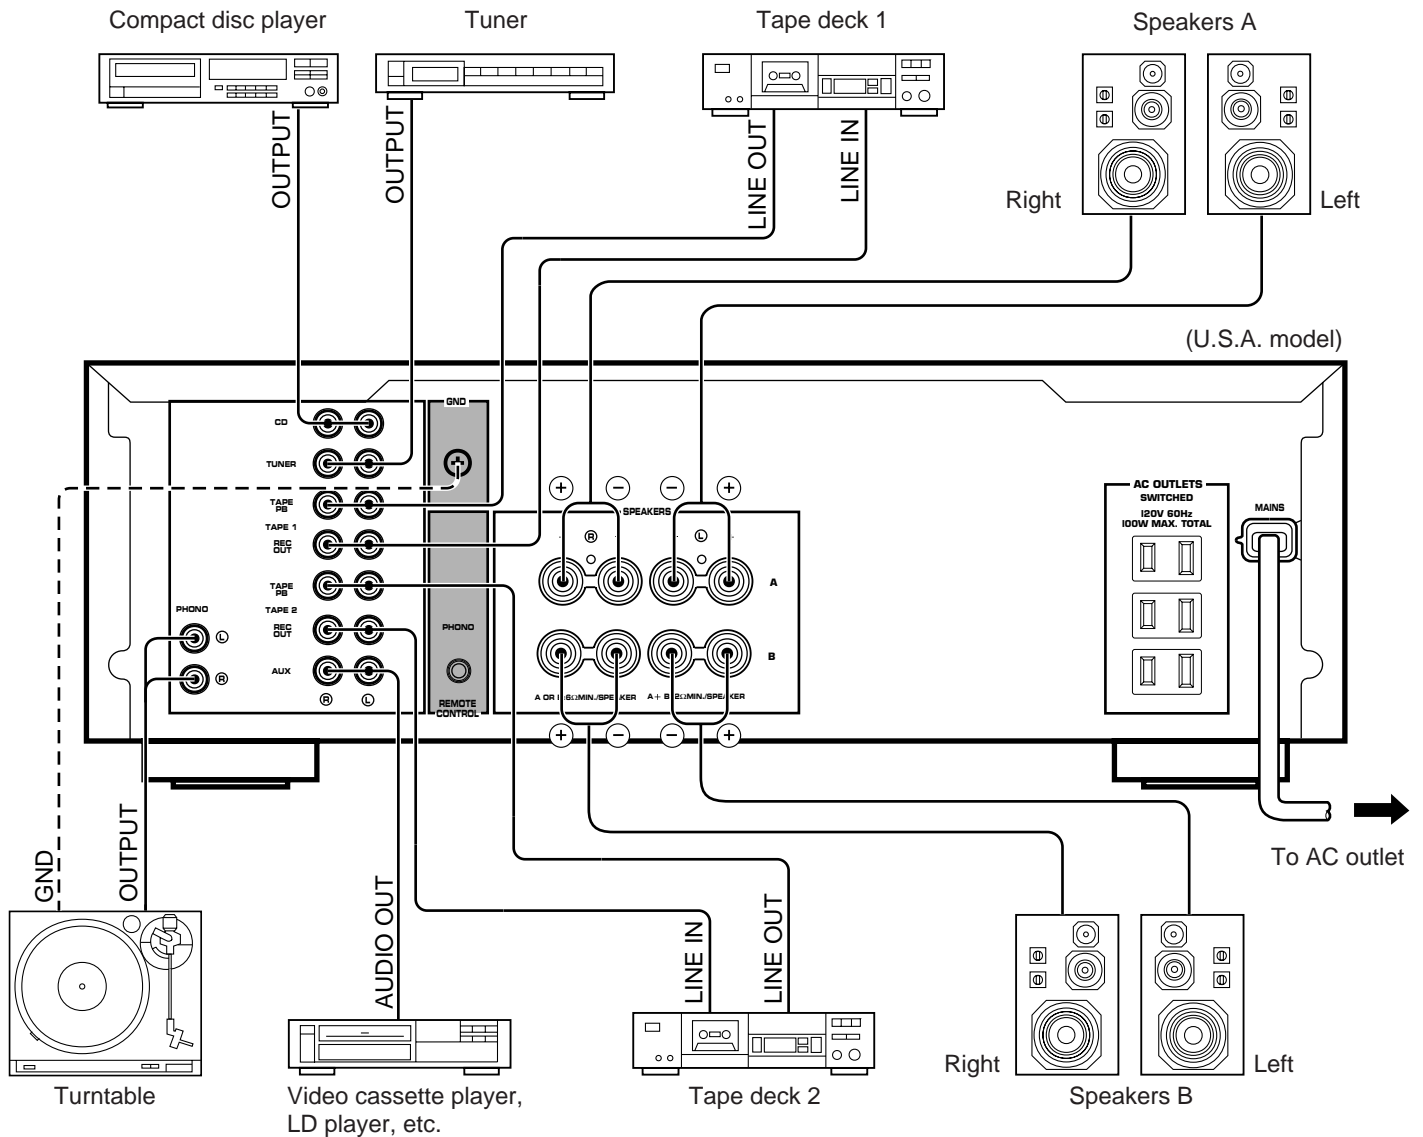 Compact disc player
Tuner
Tape deck 1
Speakers A
OUTPUT
OUTPUT
LINE OUT
LINE IN
Right
Left
(U.S.A. model)
GND
CD
TUNER
TAPE
PB
TAPE 1
REC
OUT
TAPE
PB
TAPE 2
REC
OUT
AUX
R
L
PHONO
L
R
PHONO
REMOTE
CONTROL
+
−
−
+
SPEAKERS
R
L
A
B
MIN./SPEAKER
+
−
−
+
AC OUTLETS
SWITCHED
120V 60Hz
100W MAX. TOTAL
MAINS
To AC outlet
GND
OUTPUT
AUDIO OUT
LINE IN
LINE OUT
Turntable
Video cassette player,
LD player, etc.
Tape deck 2
Right
Left
Speakers B